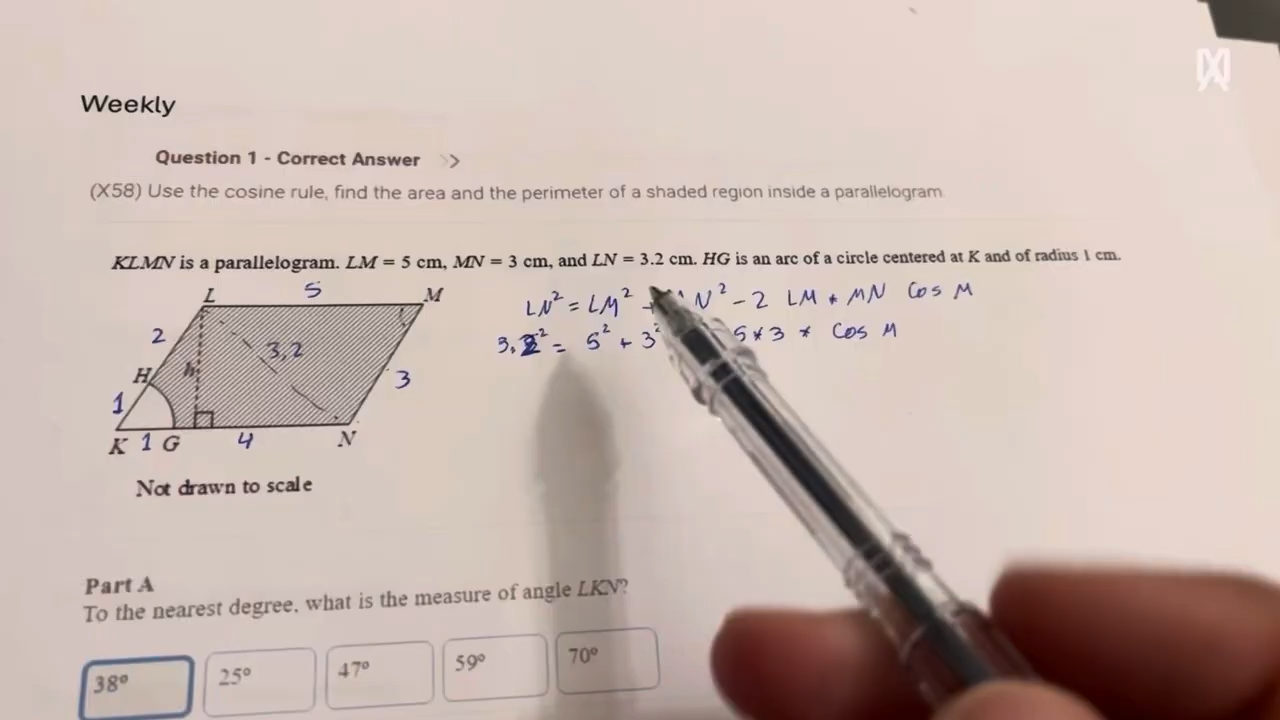 Weekly
Question 1 - Correct Answer >>
(X58) Use the cosine rule, find the area and the perimeter of a shaded region inside a parallelogram.
KLMN is a parallelogram. LM = 5 cm, MN = 3 cm, and LN = 3.2 cm. HG is an arc of a circle centered at K and of radius 1 cm.
L 5 M
LN² = LM² + N² - 2 LM * MN Cos M
3.2² = 5² + 3² 5*3 * Cos M
2 3,2
H h 3
1
K 1 G 4 N
Not drawn to scale
Part A
To the nearest degree, what is the measure of angle LKN?
38° 25° 47° 59° 70°